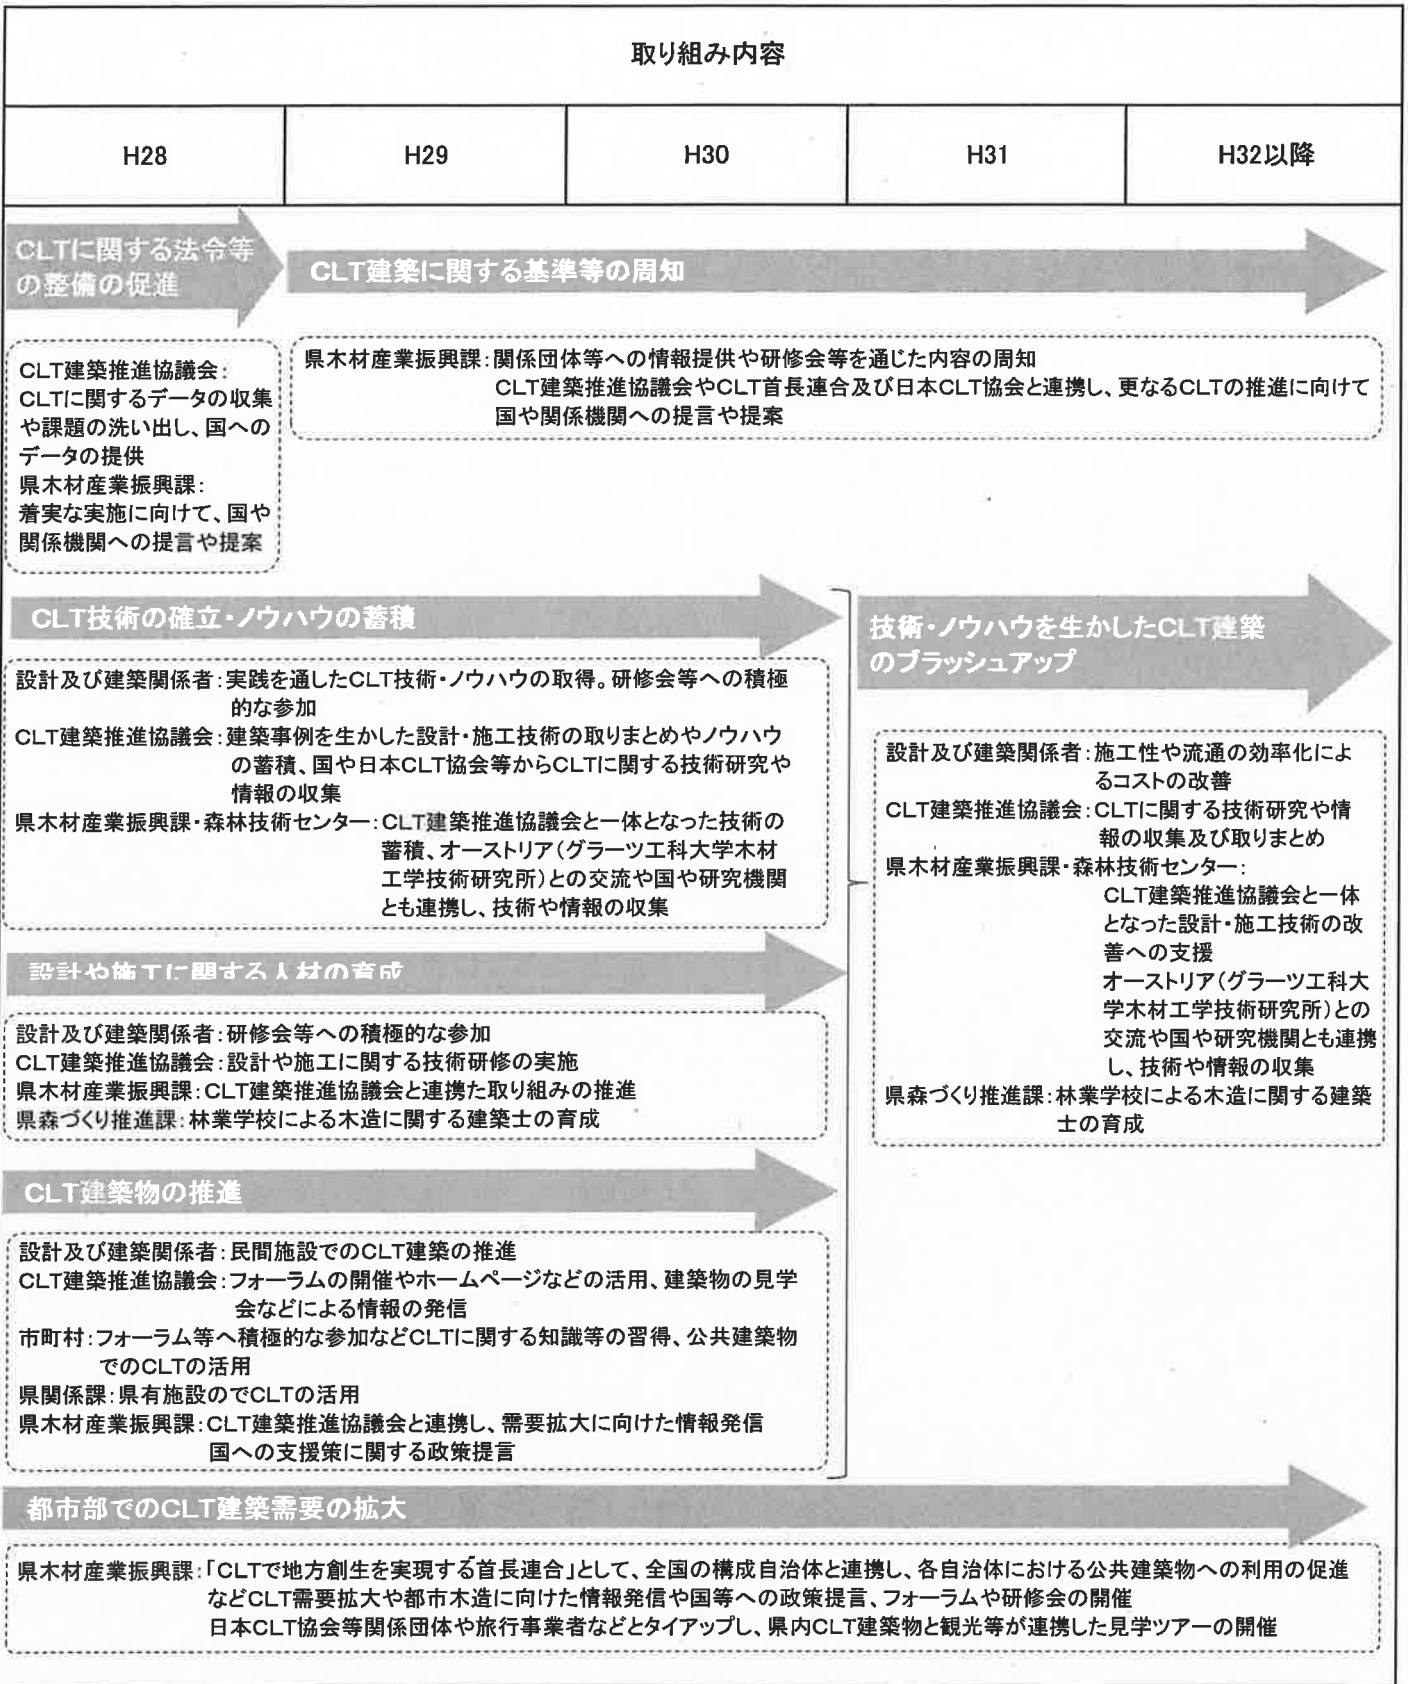 取り組み内容
H28
H29
H30
H31
H32以降
CLTに関する法令等
の整備の促進
CLT建築に関する基準等の周知
CLT建築推進協議会:
CLTに関するデータの収集
や課題の洗い出し、国への
データの提供
県木材産業振興課:
着実な実施に向けて、国や
関係機関への提言や提案
県木材産業振興課:関係団体等への情報提供や研修会等を通じた内容の周知
CLT建築推進協議会やCLT首長連合及び日本CLT協会と連携し、更なるCLTの推進に向けて
国や関係機関への提言や提案
CLT技術の確立・ノウハウの蓄積
設計及び建築関係者:実践を通したCLT技術・ノウハウの取得。研修会等への積極
的な参加
CLT建築推進協議会:建築事例を生かした設計・施工技術の取りまとめやノウハウ
の蓄積、国や日本CLT協会等からCLTに関する技術研究や
情報の収集
県木材産業振興課・森林技術センター:CLT建築推進協議会と一体となった技術の
蓄積、オーストリア(グラーツ工科大学木材
工学技術研究所)との交流や国や研究機関
とも連携し、技術や情報の収集
設計や施工に関する人材の育成
設計及び建築関係者:研修会等への積極的な参加
CLT建築推進協議会:設計や施工に関する技術研修の実施
県木材産業振興課:CLT建築推進協議会と連携た取り組みの推進
県森づくり推進課:林業学校による木造に関する建築士の育成
CLT建築物の推進
設計及び建築関係者:民間施設でのCLT建築の推進
CLT建築推進協議会:フォーラムの開催やホームページなどの活用、建築物の見学
会などによる情報の発信
市町村:フォーラム等へ積極的な参加などCLTに関する知識等の習得、公共建築物
でのCLTの活用
県関係課:県有施設のでCLTの活用
県木材産業振興課:CLT建築推進協議会と連携し、需要拡大に向けた情報発信
国への支援策に関する政策提言
技術・ノウハウを生かしたCLT建築
のブラッシュアップ
設計及び建築関係者:施工性や流通の効率化によ
るコストの改善
CLT建築推進協議会:CLTに関する技術研究や情
報の収集及び取りまとめ
県木材産業振興課・森林技術センター:
CLT建築推進協議会と一体
となった設計・施工技術の改
善への支援
オーストリア(グラーツ工科大
学木材工学技術研究所)との
交流や国や研究機関とも連携
し、技術や情報の収集
県森づくり推進課:林業学校による木造に関する建築
士の育成
都市部でのCLT建築需要の拡大
県木材産業振興課:「CLTで地方創生を実現する首長連合」として、全国の構成自治体と連携し、各自治体における公共建築物への利用の促進
などCLT需要拡大や都市木造に向けた情報発信や国等への政策提言、フォーラムや研修会の開催
日本CLT協会等関係団体や旅行事業者などとタイアップし、県内CLT建築物と観光等が連携した見学ツアーの開催